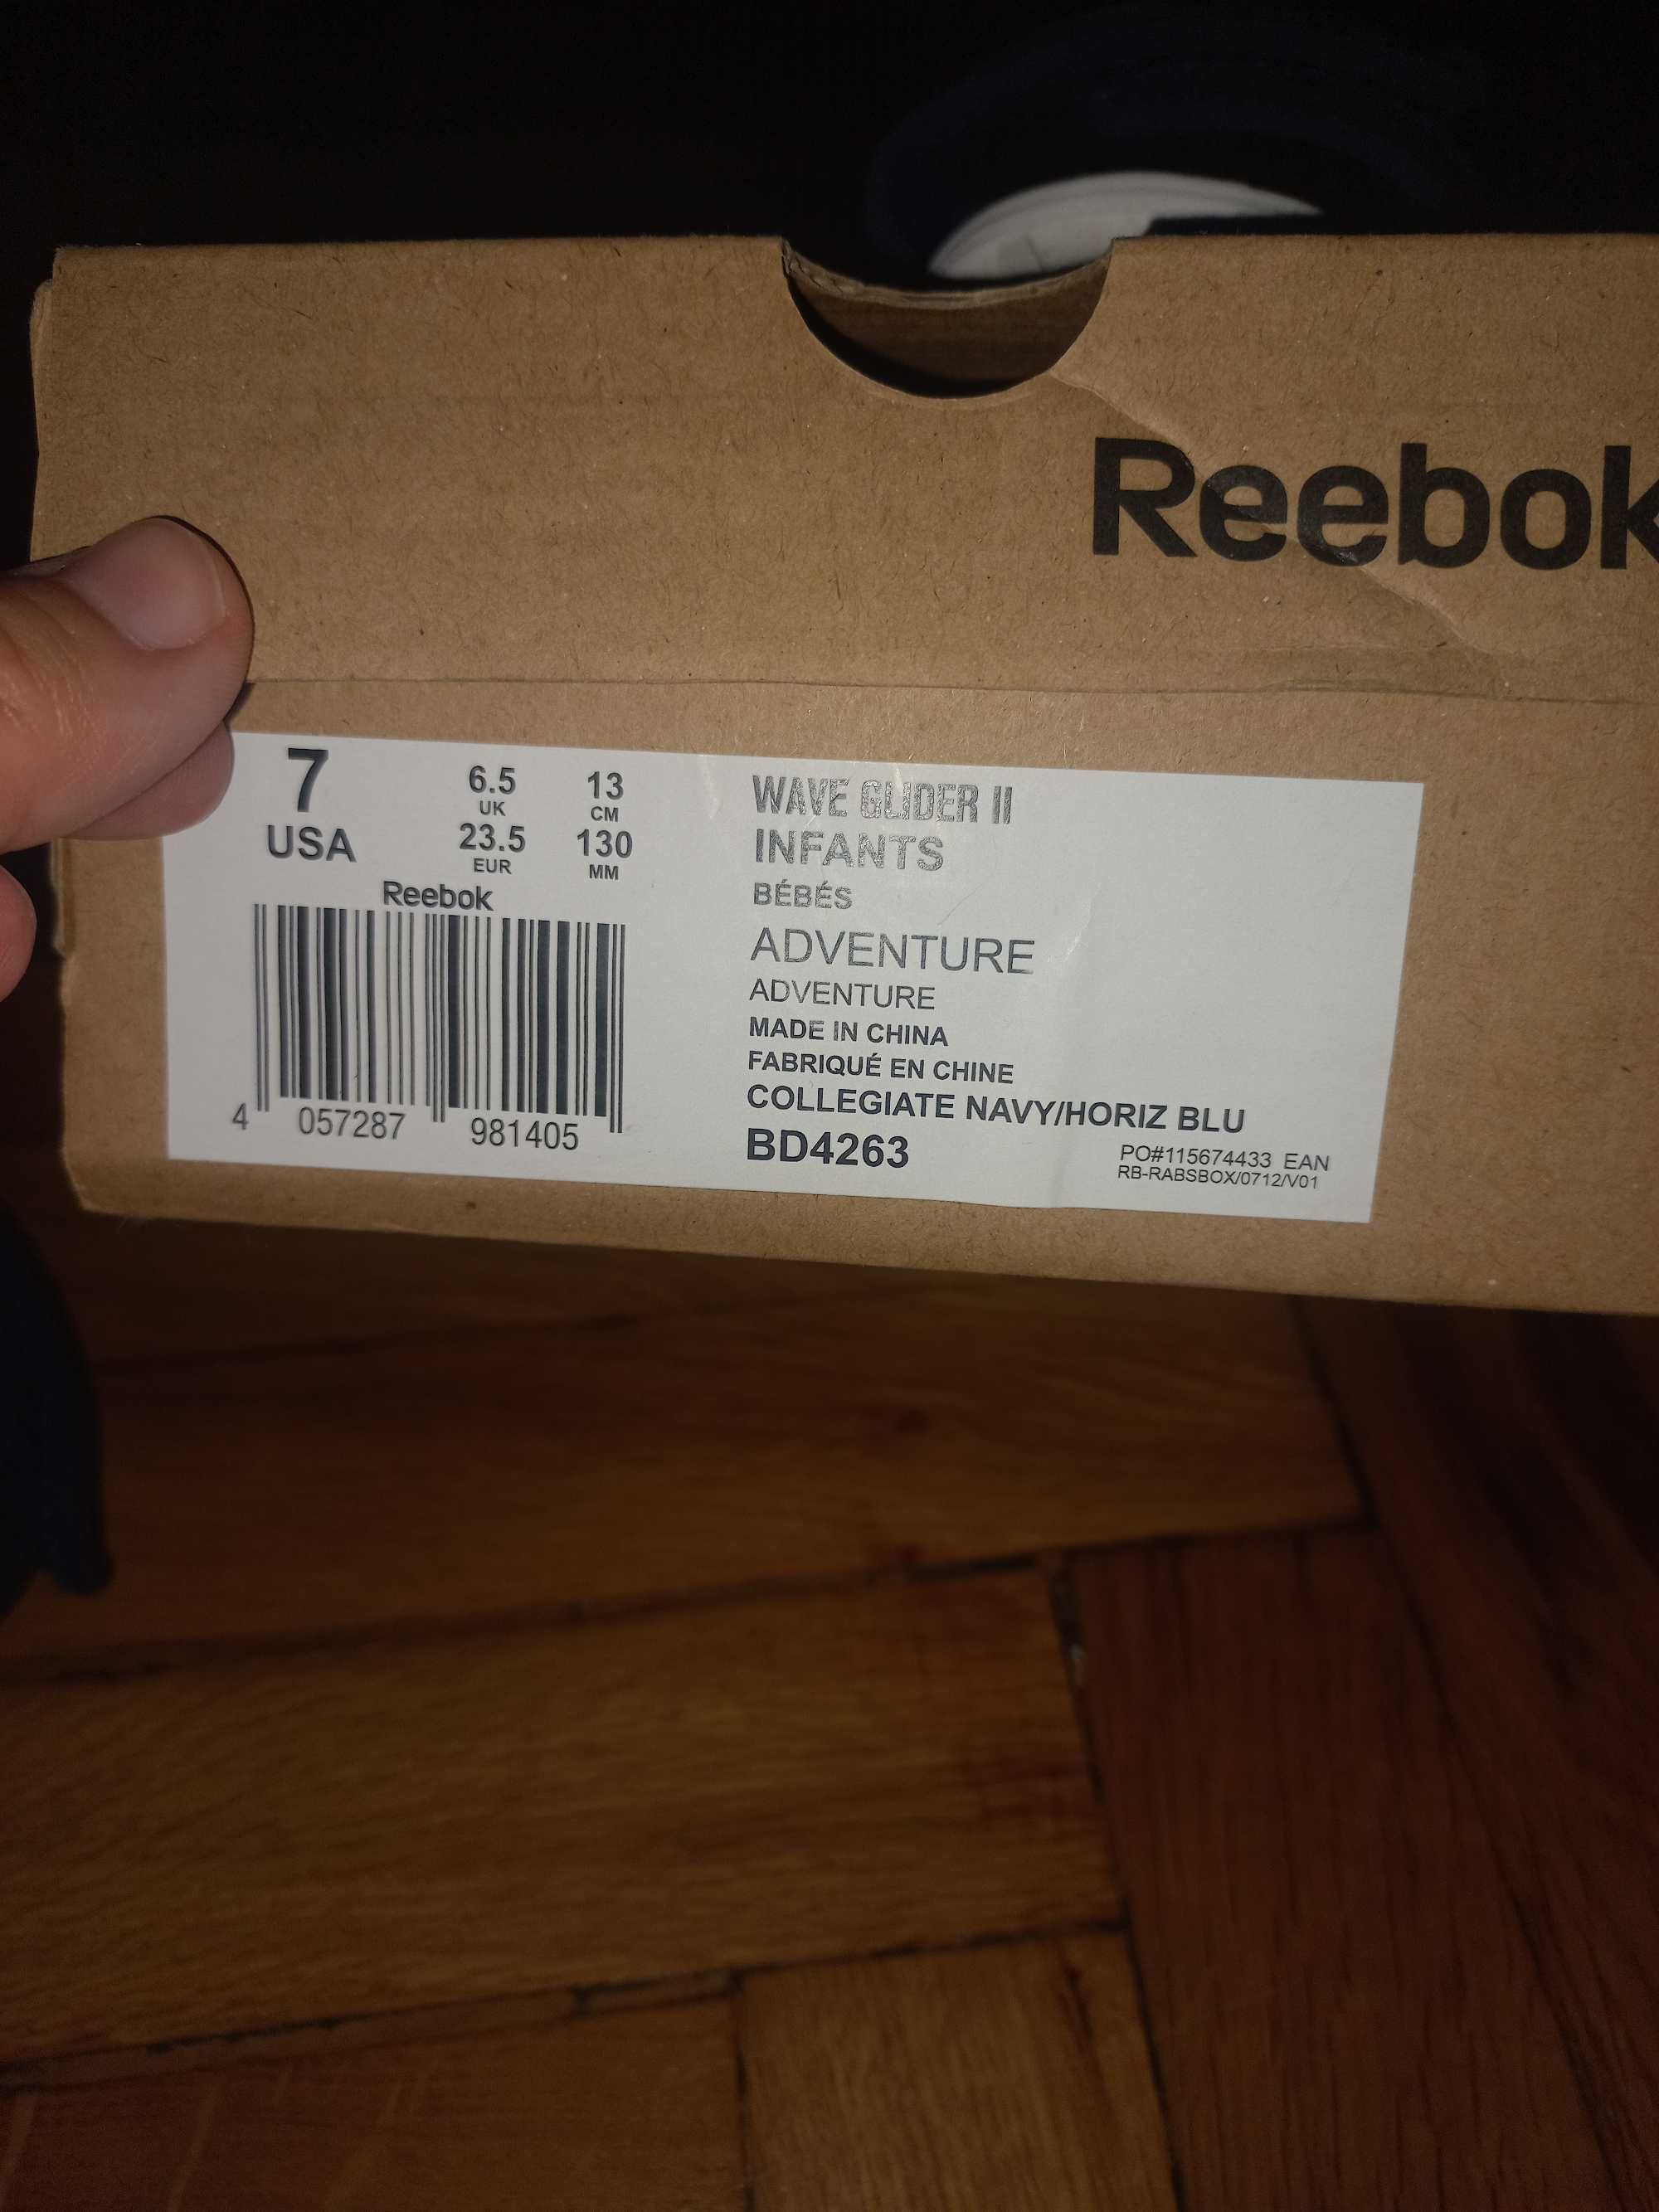 Reebok
7
USA
6.5
UK
23.5
EUR
13
CM
130
MM
Reebok
4 057287 981405
WAVE GLIDER II
INFANTS
BÉBÉS
ADVENTURE
ADVENTURE
MADE IN CHINA
FABRIQUÉ EN CHINE
COLLEGIATE NAVY/HORIZ BLU
BD4263
PO#115674433 EAN
RB-RABSBOX/0712/V01